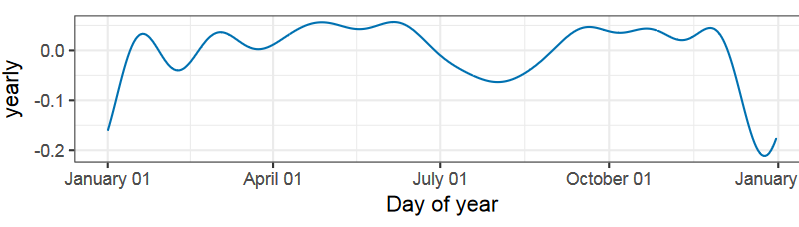 yearly
0.0
-0.1
-0.2
January 01 April 01 July 01 October 01 January
Day of year